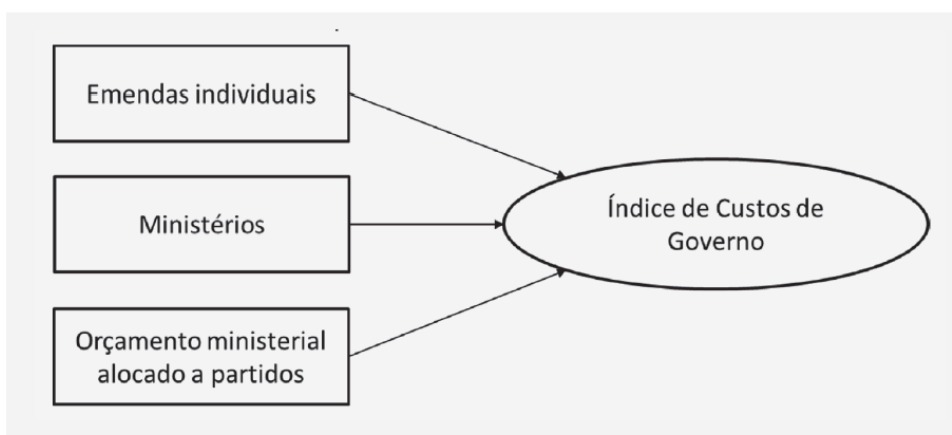 Emendas individuais
Ministérios
Orçamento ministerial
alocado a partidos
Índice de Custos de
Governo